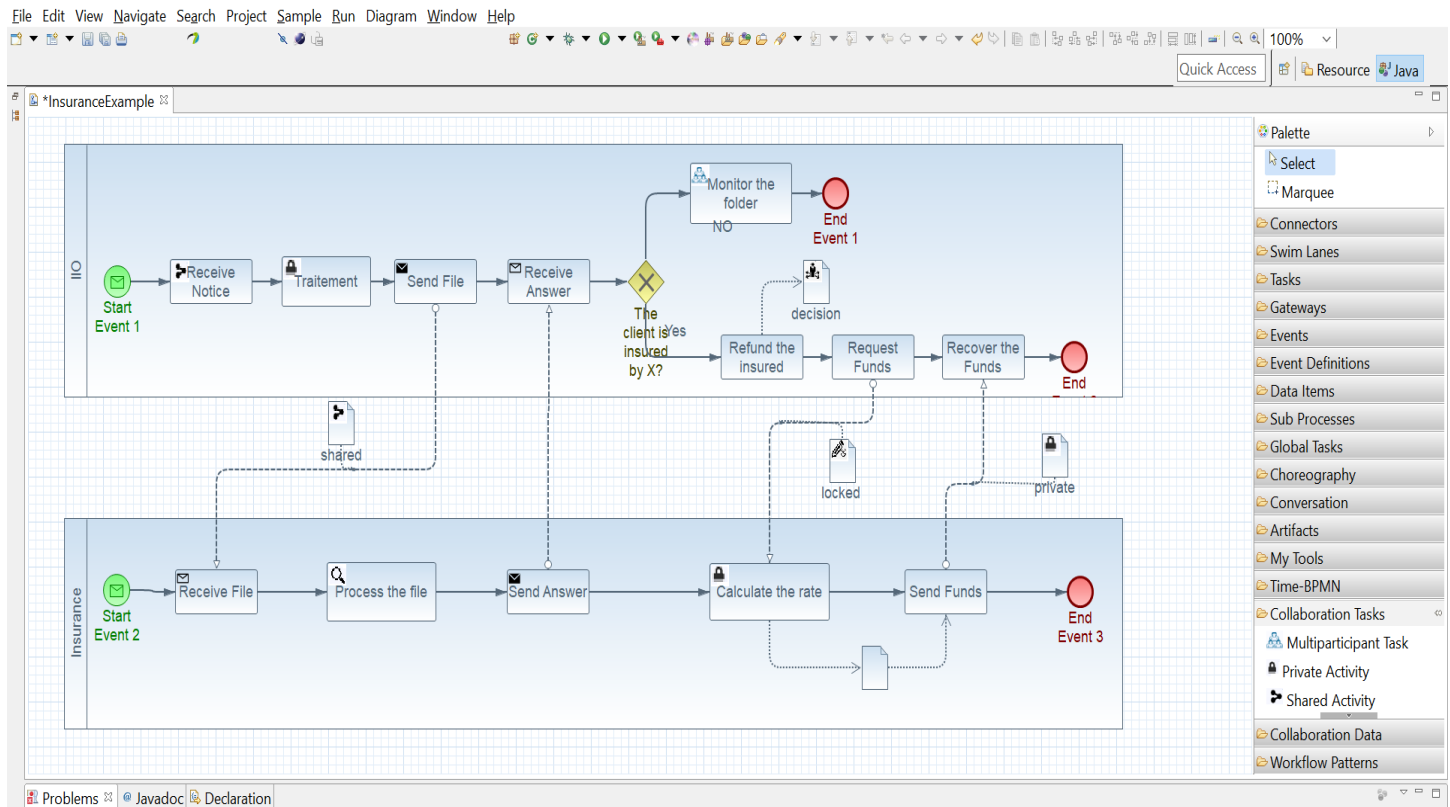 File Edit View Navigate Search Project Sample Run Diagram Window Help
100%
Quick Access
Resource
Java
*InsuranceExample
Palette
Select
Marquee
Connectors
Swim Lanes
Tasks
Gateways
Events
Event Definitions
Data Items
Sub Processes
Global Tasks
Choreography
Conversation
Artifacts
My Tools
Time-BPMN
Collaboration Tasks
Multiparticipant Task
Private Activity
Shared Activity
Collaboration Data
Workflow Patterns
IIO
Start
Event 1
Receive
Notice
Traitement
Send File
Receive
Answer
The
client is
insured
by X?
NO
Yes
Monitor the
folder
End
Event 1
decision
Refund the
insured
Request
Funds
Recover the
Funds
End
shared
locked
private
Insurance
Start
Event 2
Receive File
Process the file
Send Answer
Calculate the rate
Send Funds
End
Event 3
Problems
Javadoc
Declaration